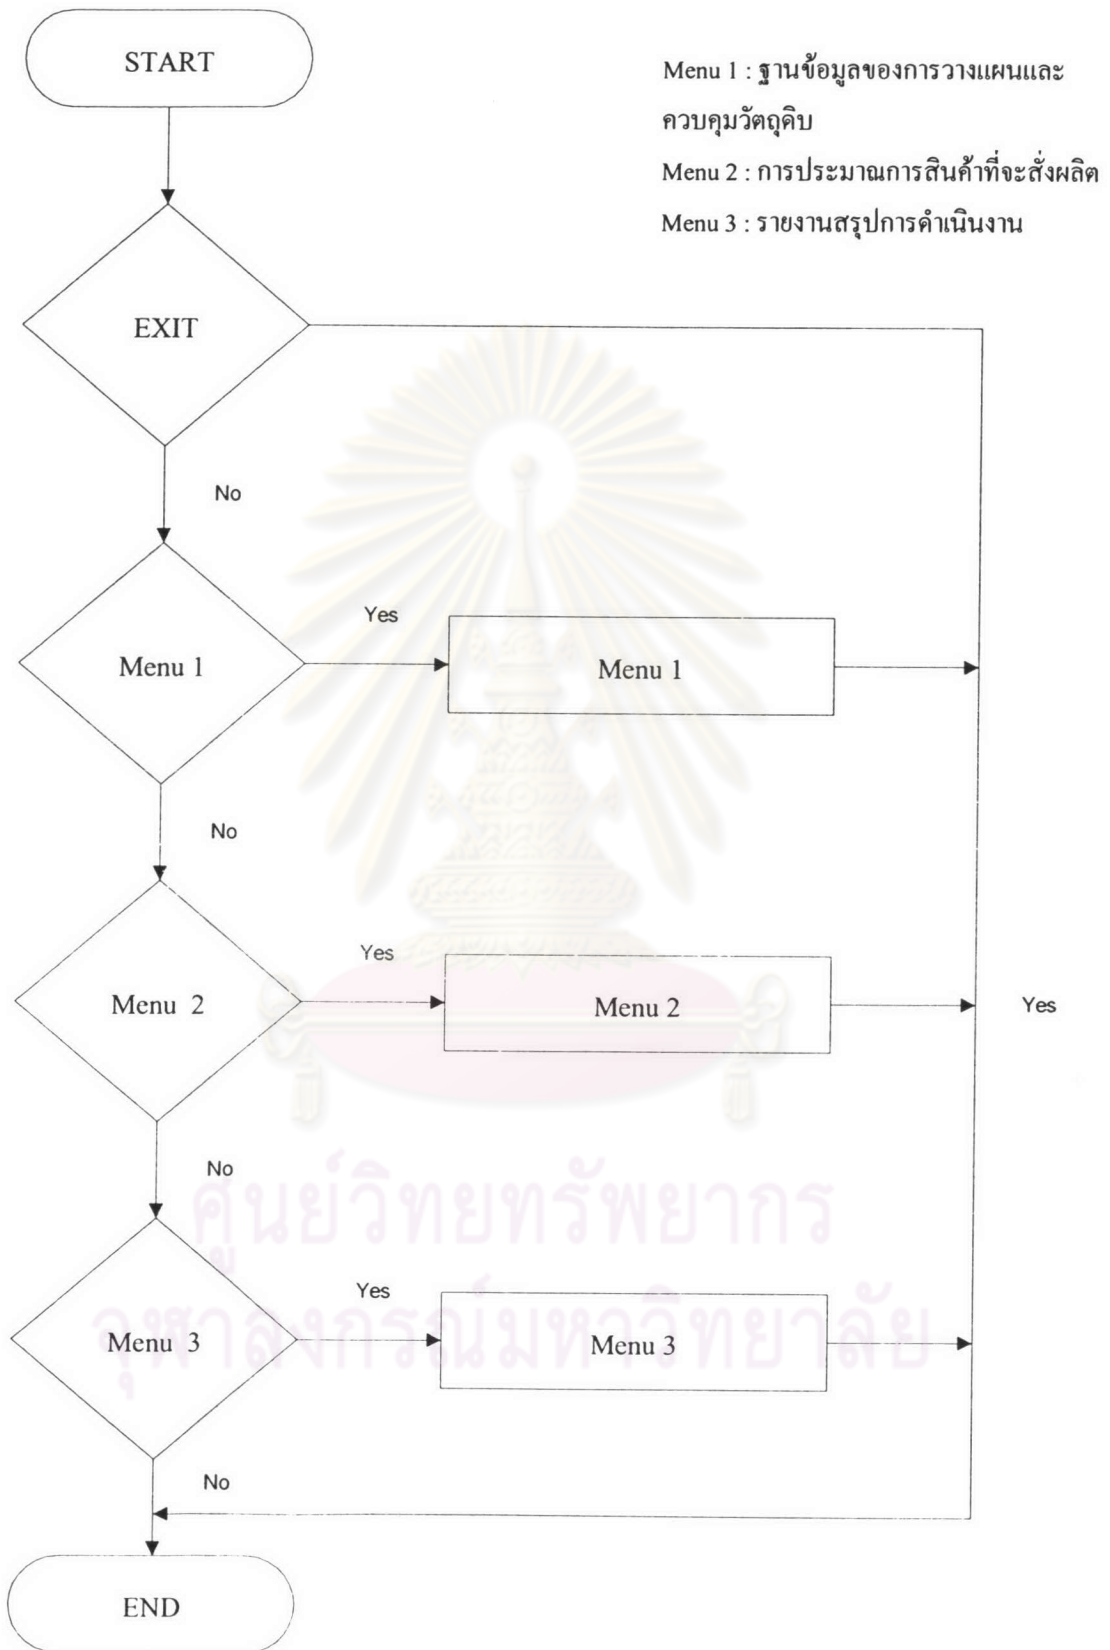 START
Menu 1 : ฐานข้อมูลของการวางแผนและ
ควบคุมวัตถุดิบ
Menu 2 : การประมาณการสินค้าที่จะสั่งผลิต
Menu 3 : รายงานสรุปการดำเนินงาน
EXIT
No
Menu 1
Yes
Menu 1
No
Menu 2
Yes
Menu 2
Yes
No
ศูนย์วิทยทรัพยากร
จุฬาลงกรณ์มหาวิทยาลัย
Menu 3
Yes
Menu 3
No
END